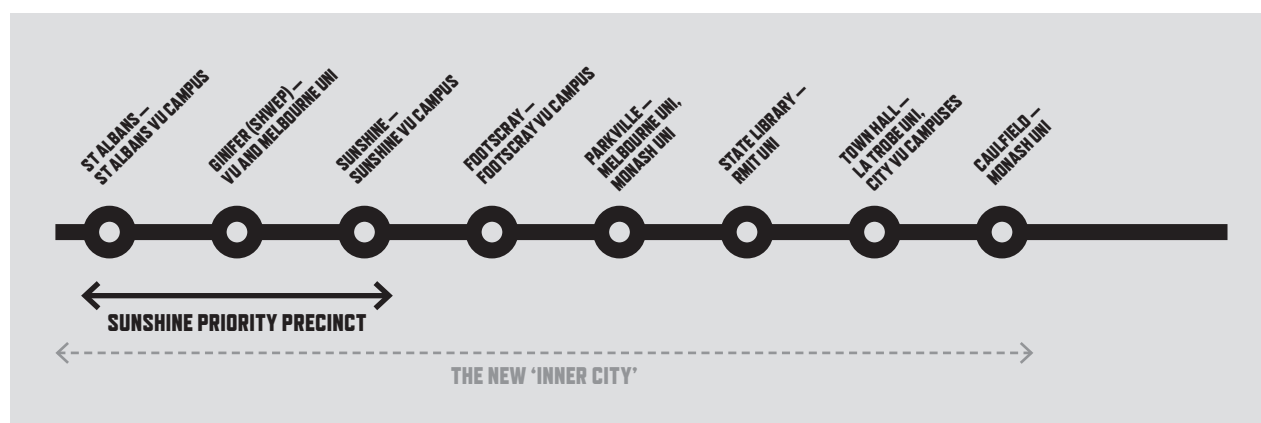 ST ALBANS —
ST ALBANS VU CAMPUS
GINIFER (SHWEP) —
VU AND MELBOURNE UNI
SUNSHINE —
SUNSHINE VU CAMPUS
FOOTSCRAY —
FOOTSCRAY VU CAMPUS
PARKVILLE —
MELBOURNE UNI,
MONASH UNI
STATE LIBRARY —
RMIT UNI
TOWN HALL —
LA TROBE UNI,
CITY VU CAMPUSES
CAULFIELD —
MONASH UNI
SUNSHINE PRIORITY PRECINCT
THE NEW ‘INNER CITY’